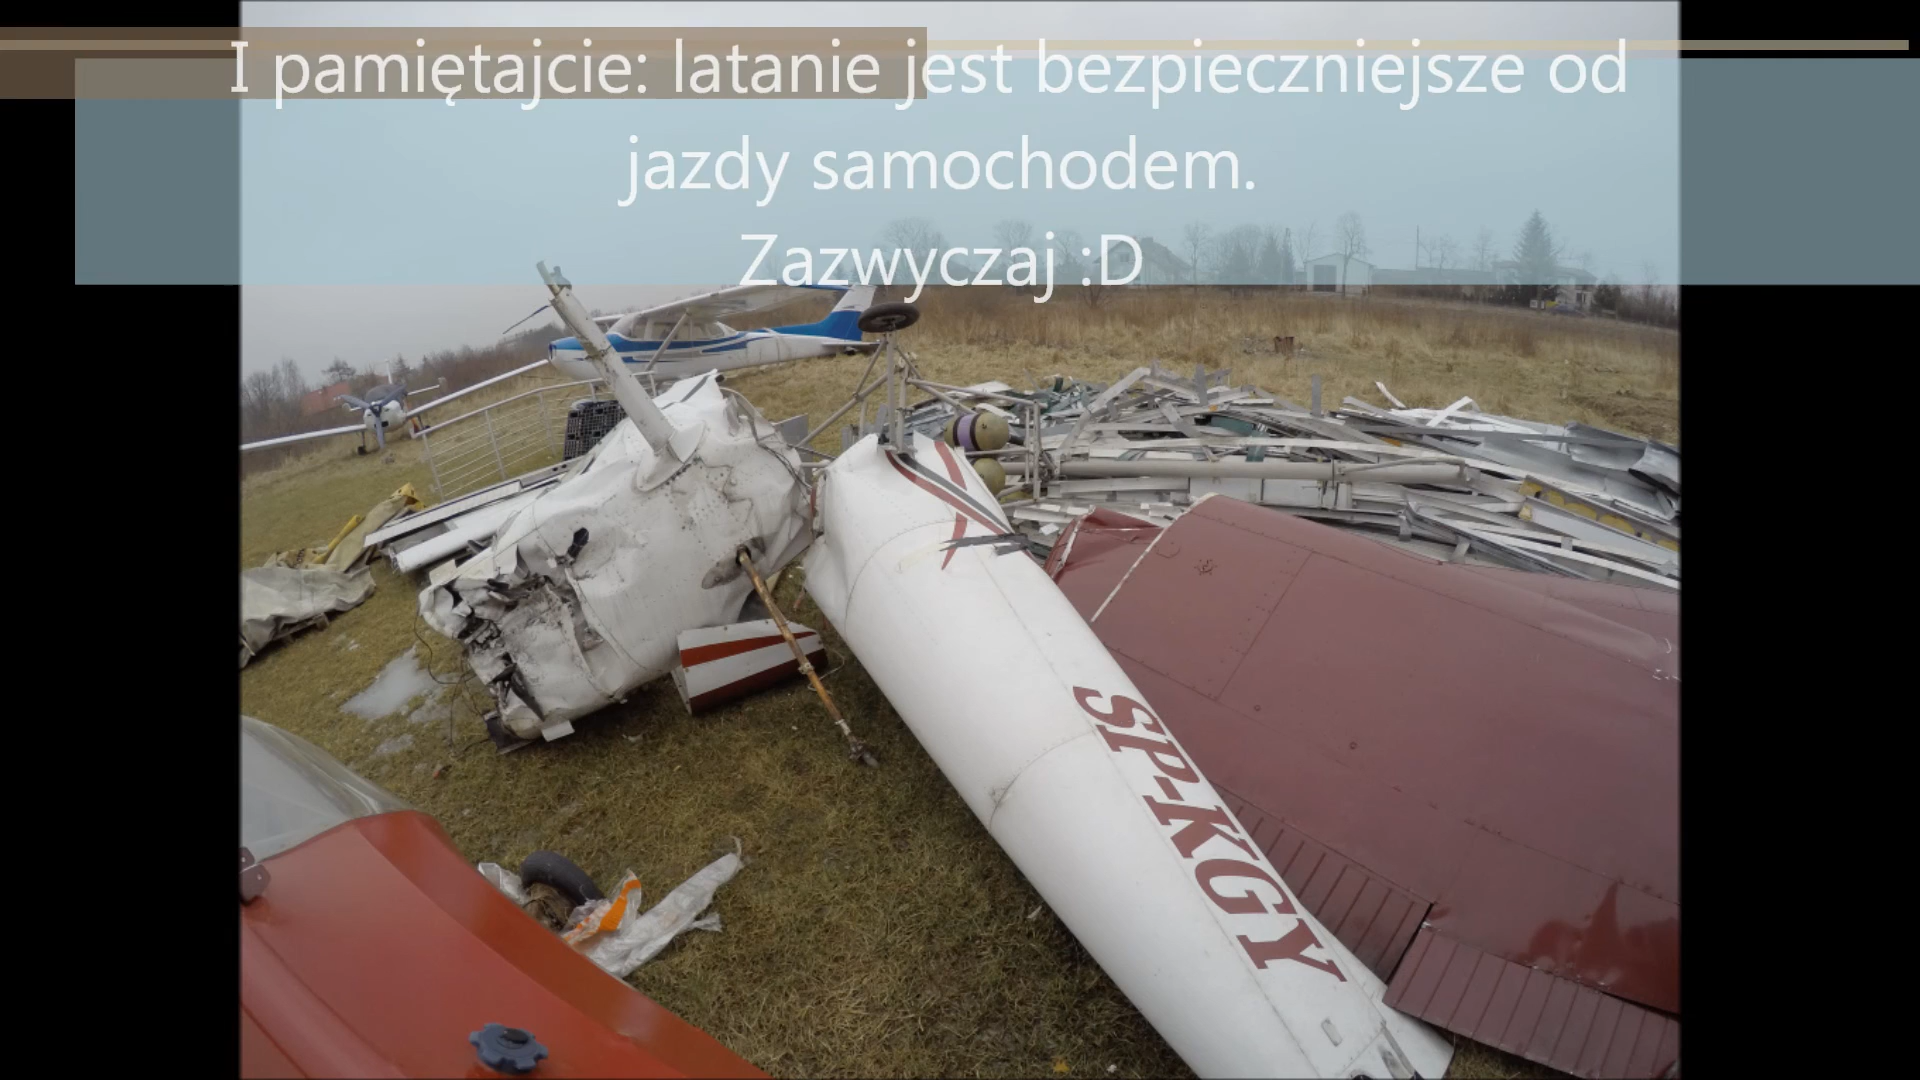 I pamiętajcie: latanie jest bezpieczniejsze od
jazdy samochodem.
Zazwyczaj :D
SP-KGY